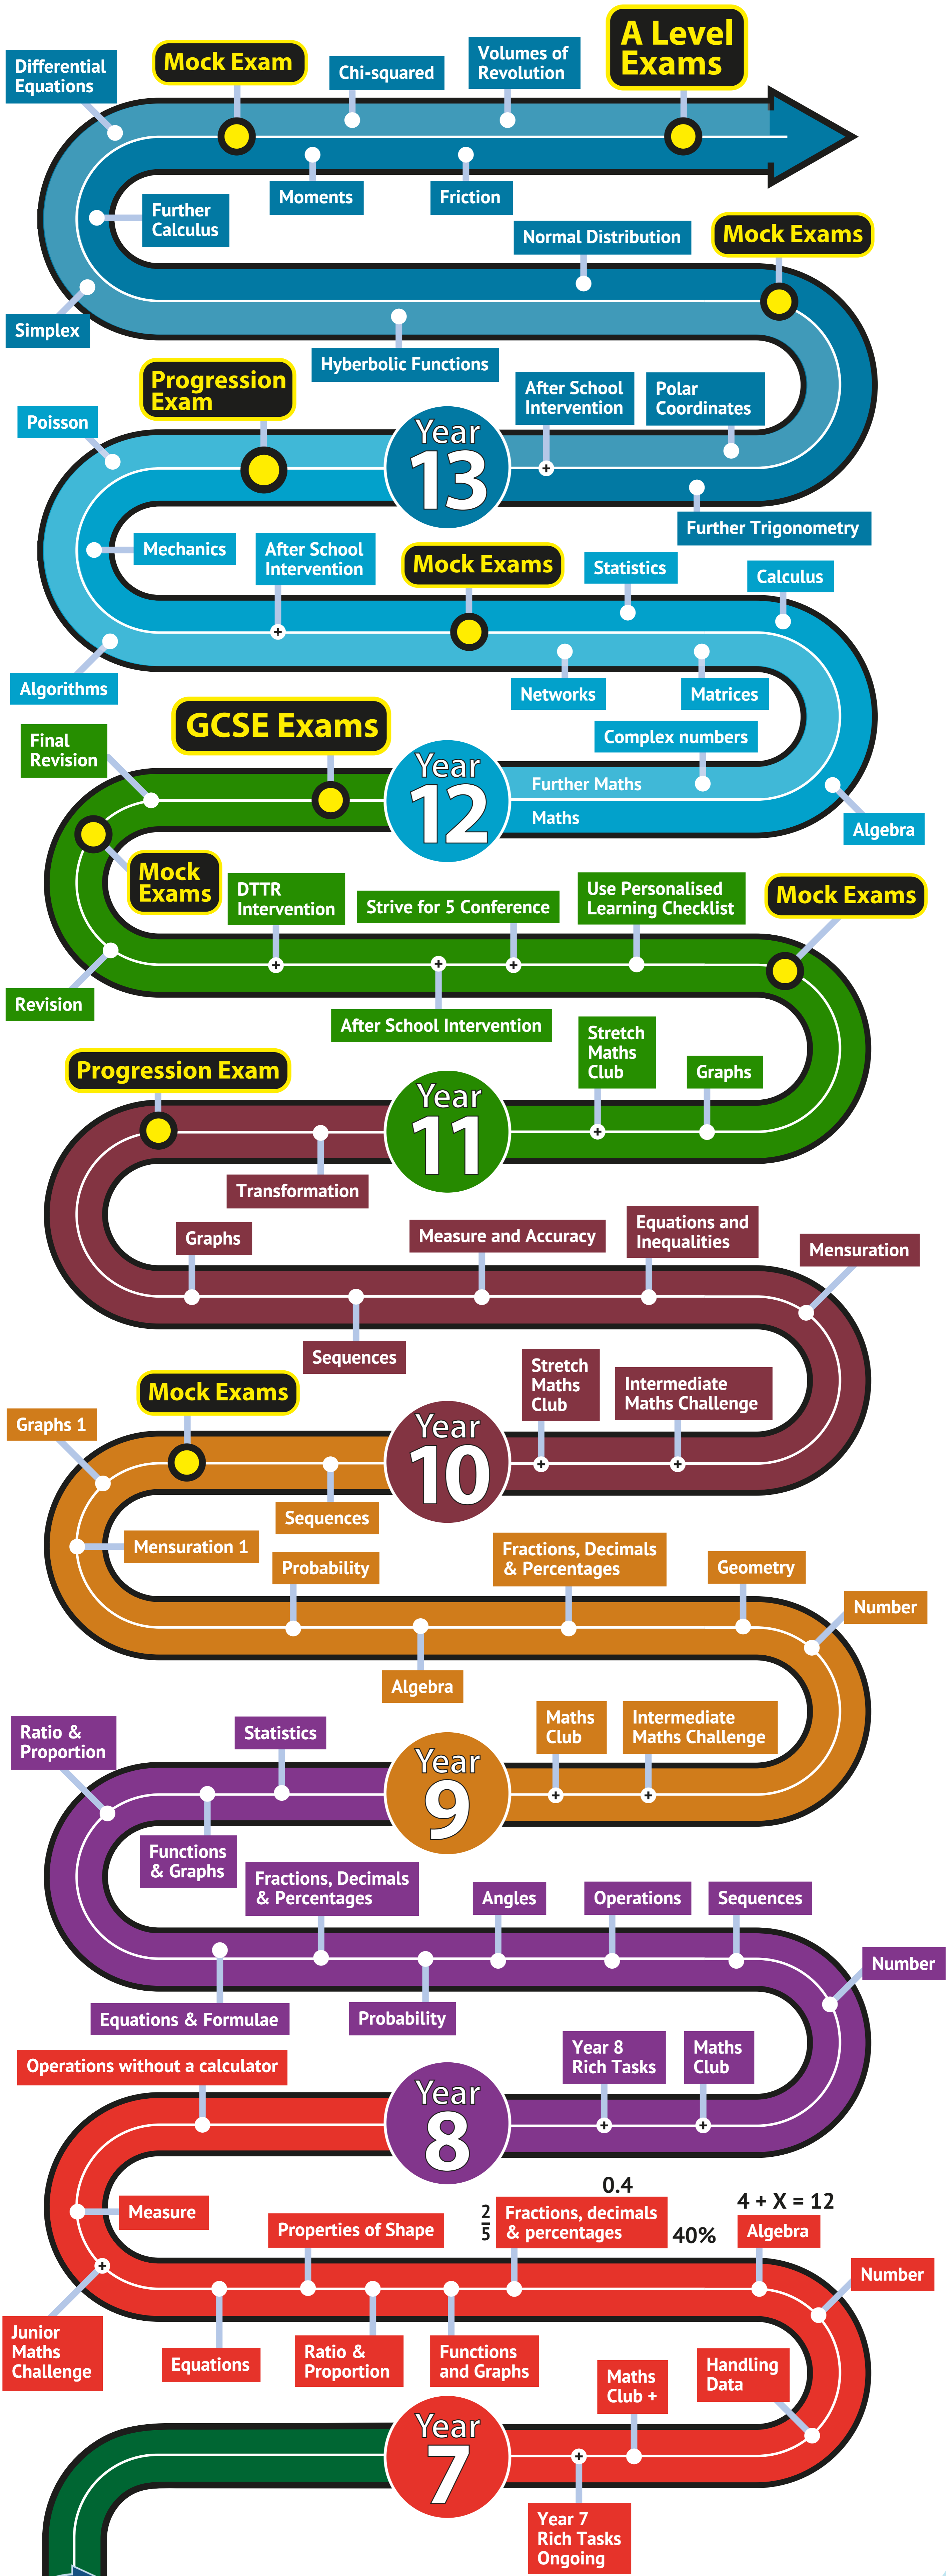 A Level
Exams
Mock Exam
Volumes of
Revolution
Differential
Equations
Chi-squared
Moments
Friction
Further
Calculus
Normal Distribution
Mock Exams
Simplex
Hyberbolic Functions
Progression
Exam
After School
Intervention
Polar
Coordinates
Poisson
Year
13
Further Trigonometry
Mechanics
After School
Intervention
Mock Exams
Statistics
Calculus
Algorithms
Networks
Matrices
GCSE Exams
Complex numbers
Final
Revision
Year
12
Further Maths
Maths
Algebra
Mock
Exams
DTTR
Intervention
Strive for 5 Conference
Use Personalised
Learning Checklist
Mock Exams
Revision
After School Intervention
Stretch
Maths
Club
Graphs
Progression Exam
Year
11
Transformation
Graphs
Measure and Accuracy
Equations and
Inequalities
Mensuration
Sequences
Stretch
Maths
Club
Intermediate
Maths Challenge
Mock Exams
Graphs 1
Year
10
Sequences
Mensuration 1
Probability
Fractions, Decimals
& Percentages
Geometry
Number
Algebra
Maths
Club
Intermediate
Maths Challenge
Ratio &
Proportion
Statistics
Year
9
Functions
& Graphs
Fractions, Decimals
& Percentages
Angles
Operations
Sequences
Number
Equations & Formulae
Probability
Year 8
Rich Tasks
Maths
Club
Operations without a calculator
Year
8
Measure
Properties of Shape
0.4
2
5
Fractions, decimals
& percentages
40%
4 + X = 12
Algebra
Number
Junior
Maths
Challenge
Equations
Ratio &
Proportion
Functions
and Graphs
Maths
Club +
Handling
Data
Year
7
Year 7
Rich Tasks
Ongoing